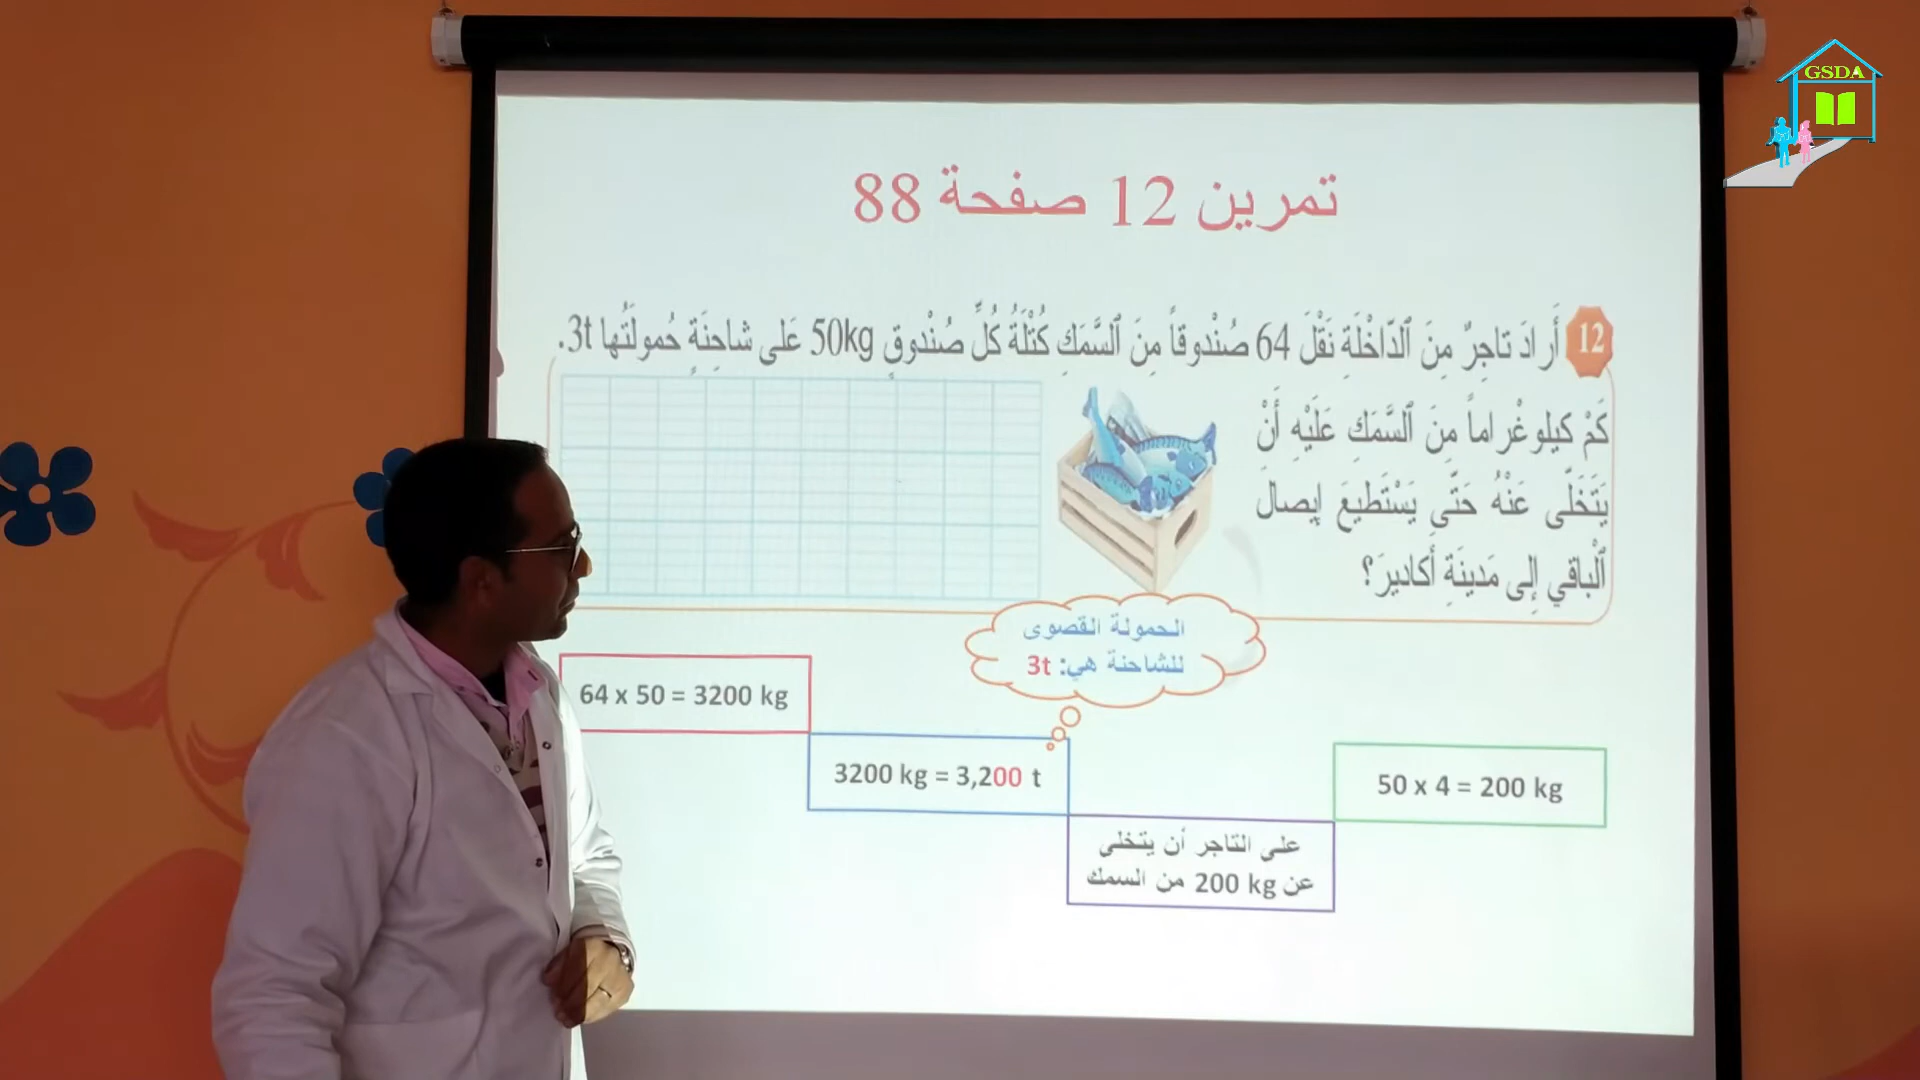 GSDA
تمرين 12 صفحة 88
12 أَرادَ تاجِرٌ مِنَ ٱلدّاخْلَةِ نَقْلَ 64 صُنْدوقاً مِنَ ٱلسَّمَكِ كُتْلَةُ كُلِّ صُنْدوقٍ 50kg عَلى شاحِنَةٍ حُمولَتُها 3t.
كَمْ كيلوغْراماً مِنَ ٱلسَّمَكِ عَلَيْهِ أَنْ
يَتَخَلّى عَنْهُ حَتّى يَسْتَطيعَ إيصالَ
ٱلْباقي إِلى مَدينَةِ أَكاديرَ؟
الحمولة القصوى
للشاحنة هي: 3t
64 x 50 = 3200 kg
3200 kg = 3,200 t
50 x 4 = 200 kg
على التاجر أن يتخلى
عن 200 kg من السمك